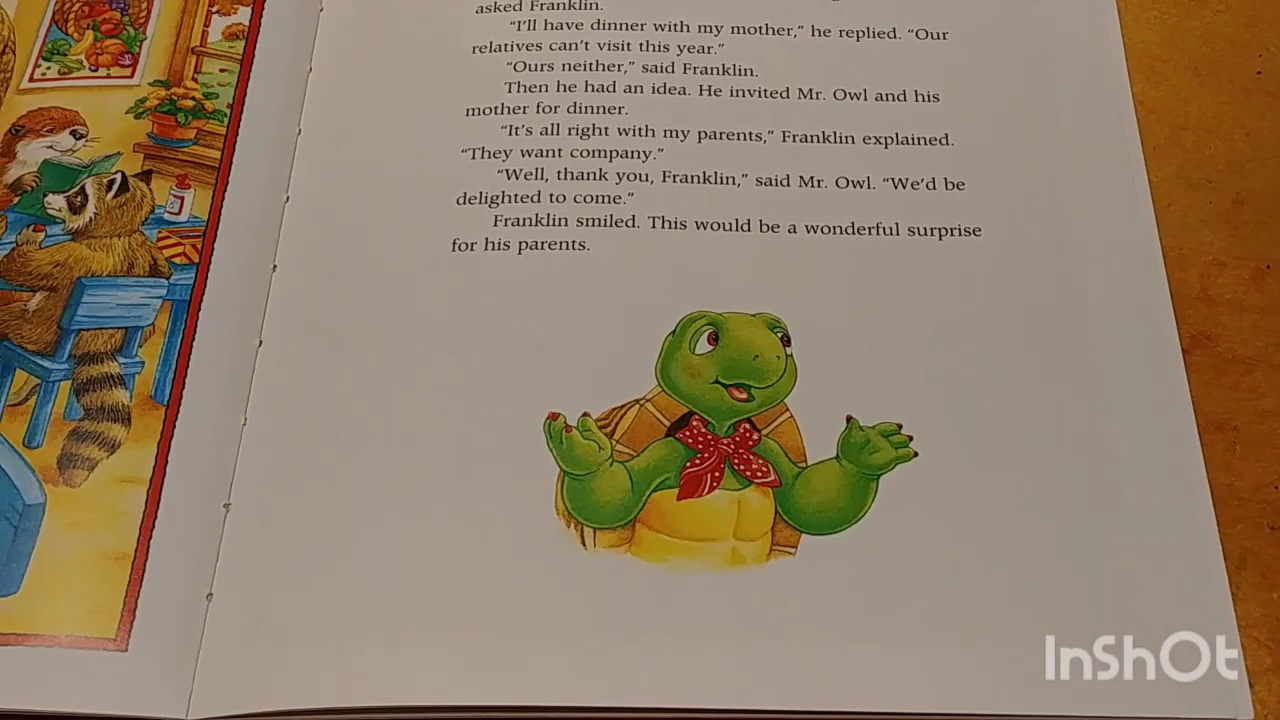 asked Franklin.
“I’ll have dinner with my mother,” he replied. “Our
relatives can’t visit this year.”
“Ours neither,” said Franklin.
Then he had an idea. He invited Mr. Owl and his
mother for dinner.
“It’s all right with my parents,” Franklin explained.
“They want company.”
“Well, thank you, Franklin,” said Mr. Owl. “We’d be
delighted to come.”
Franklin smiled. This would be a wonderful surprise
for his parents.
InShOt